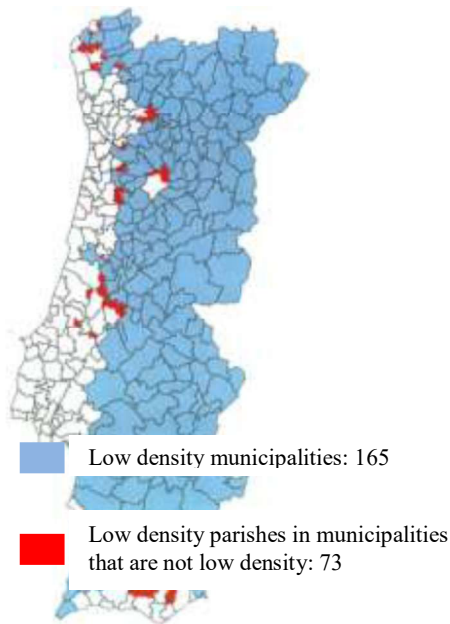 Low density municipalities: 165
Low density parishes in municipalities
that are not low density: 73